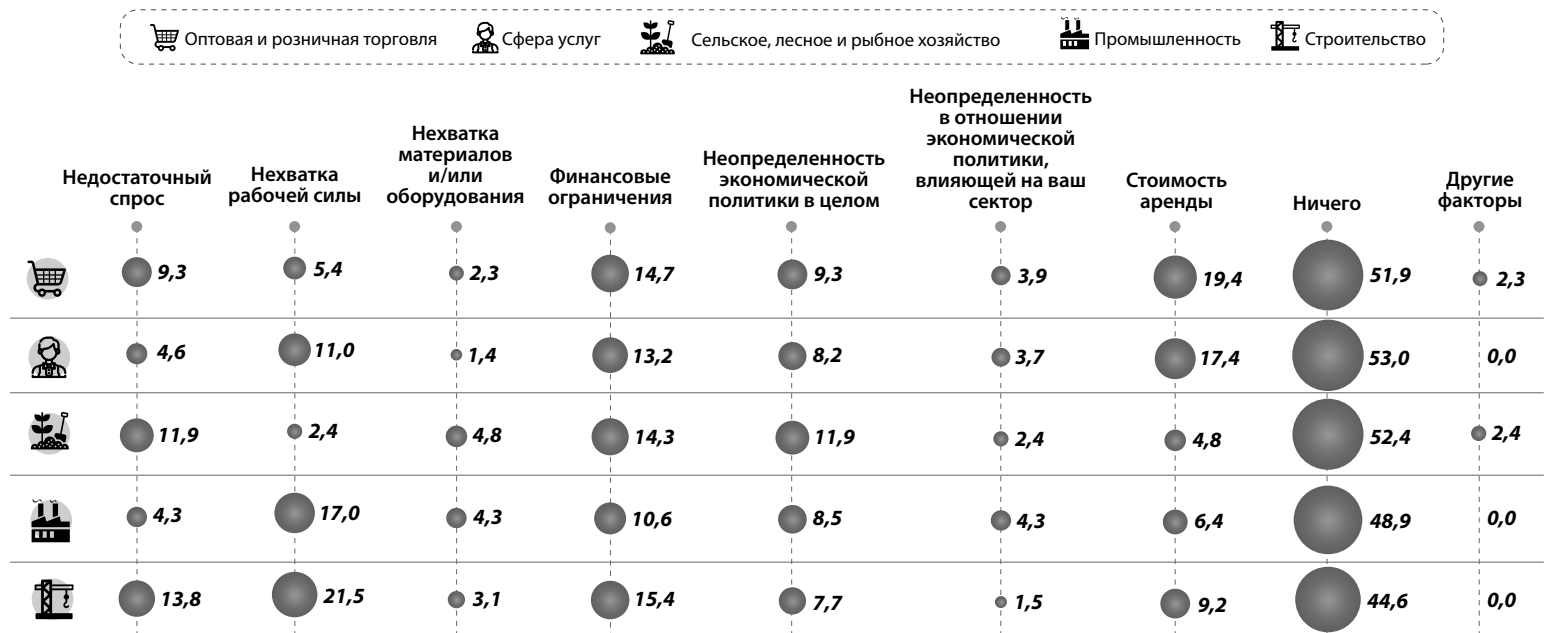 Оптовая и розничная торговля
Сфера услуг
Сельское, лесное и рыбное хозяйство
Промышленность
Строительство
Недостаточный
спрос
Нехватка
рабочей силы
Нехватка
материалов
и/или
оборудования
Финансовые
ограничения
Неопределенность
экономической
политики в целом
Неопределенность
в отношении
экономической
политики,
влияющей на ваш
сектор
Стоимость
аренды
Ничего
Другие
факторы
9,3 5,4 2,3 14,7 9,3 3,9 19,4 51,9 2,3
4,6 11,0 1,4 13,2 8,2 3,7 17,4 53,0 0,0
11,9 2,4 4,8 14,3 11,9 2,4 4,8 52,4 2,4
4,3 17,0 4,3 10,6 8,5 4,3 6,4 48,9 0,0
13,8 21,5 3,1 15,4 7,7 1,5 9,2 44,6 0,0